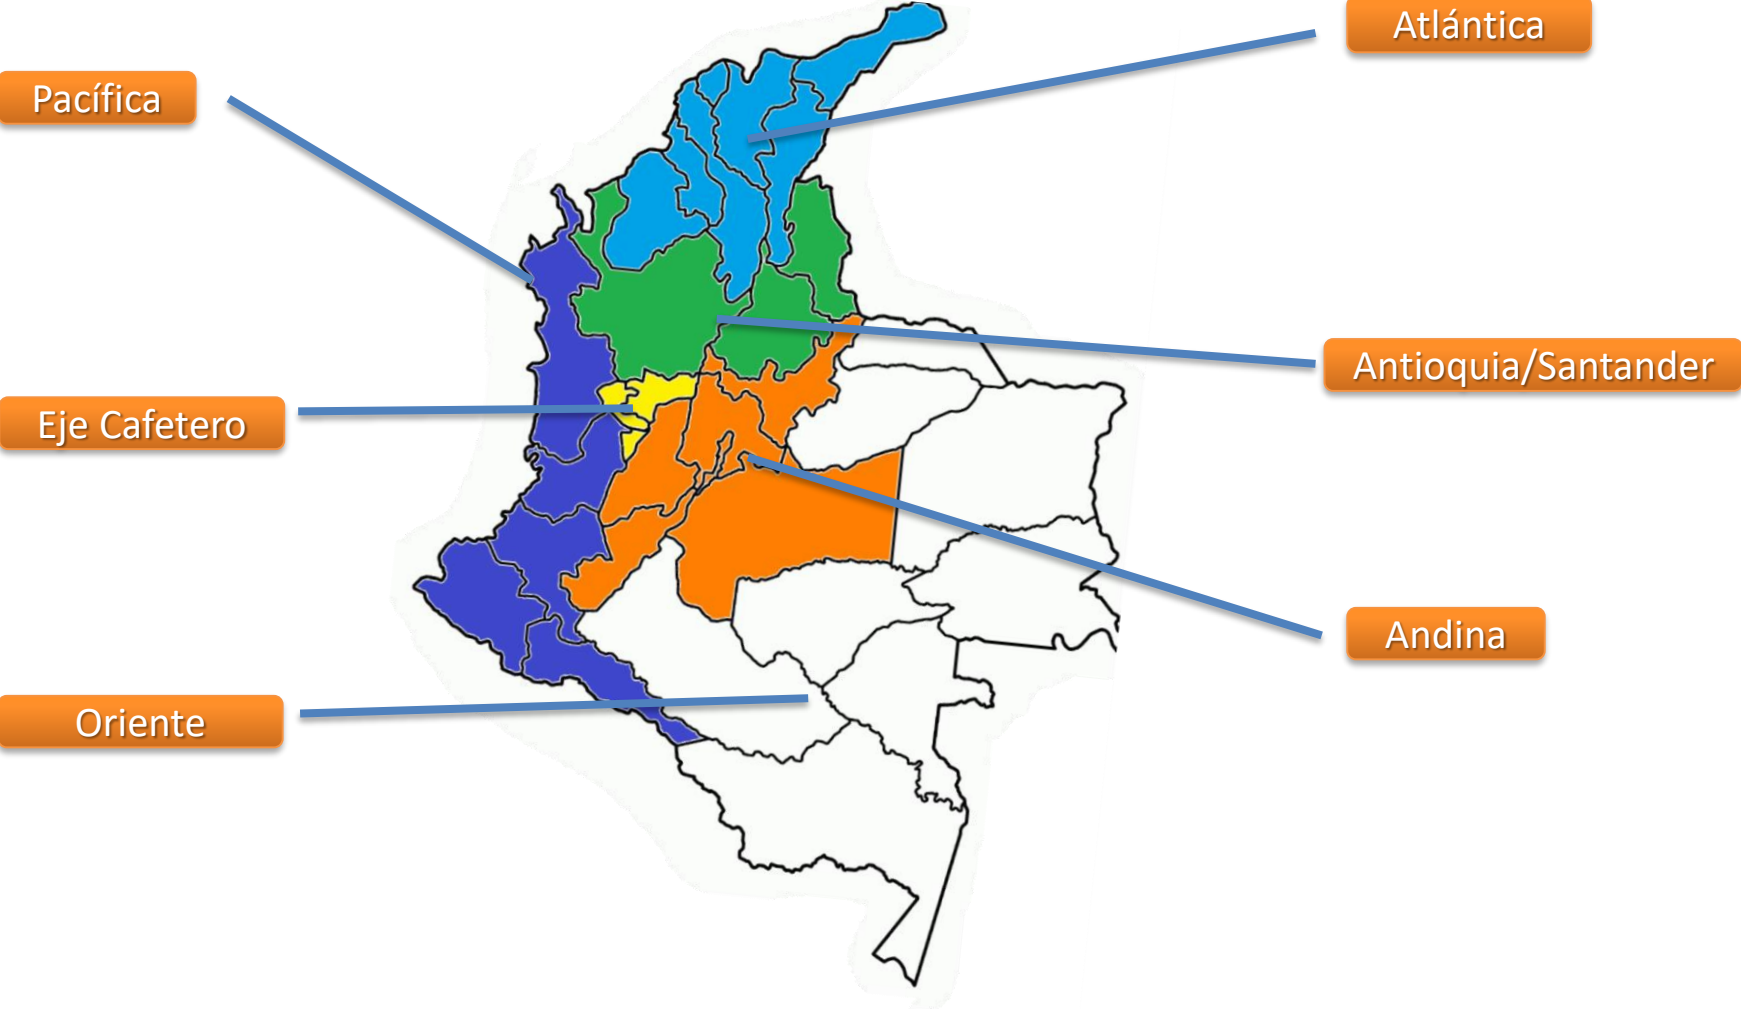 Atlántica
Pacífica
Antioquia/Santander
Eje Cafetero
Andina
Oriente